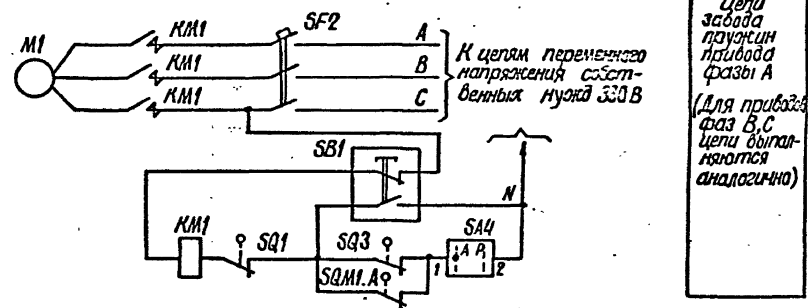 M1
KM1
SF2
A
KM1
B
KM1
C
К цепям переменного
напряжения собст-
венных нужд 380 В
SB1
N
KM1
SQ1
SQ3
SQM1.A
1
SA4
A P
2
Цепи
завода
пружин
привода
фазы A
(Для приводов
фаз B, C
цепи выпол-
няются
аналогично)